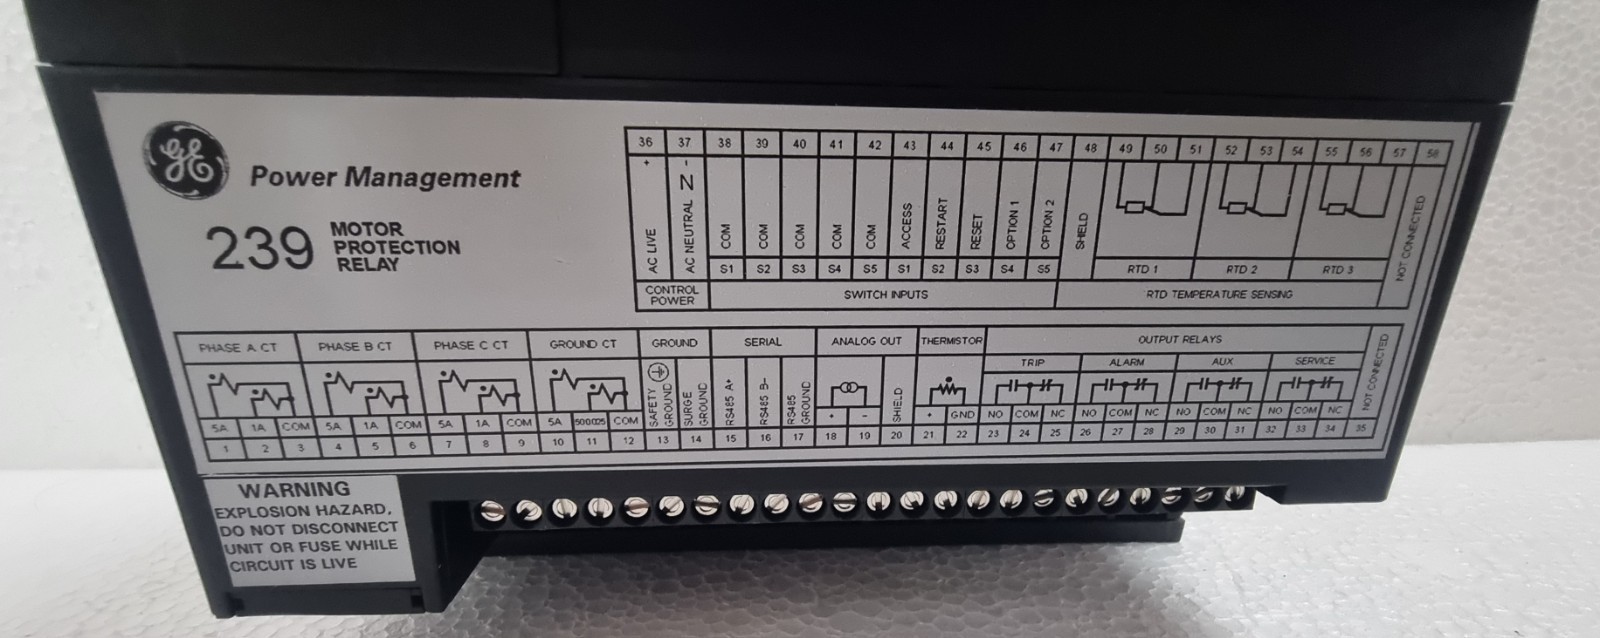 GE Power Management
239 MOTOR
PROTECTION
RELAY
36 37 38 39 40 41 42 43 44 45 46 47 48 49 50 51 52 53 54 55 56 57 58
+ -
N
AC LIVE AC NEUTRAL COM COM COM COM COM ACCESS RESTART RESET OPTION 1 OPTION 2 SHIELD NOT CONNECTED
S1 S2 S3 S4 S5 S1 S2 S3 S4 S5 RTD 1 RTD 2 RTD 3
CONTROL POWER SWITCH INPUTS RTD TEMPERATURE SENSING
PHASE A CT PHASE B CT PHASE C CT GROUND CT GROUND SERIAL ANALOG OUT THERMISTOR OUTPUT RELAYS
TRIP ALARM AUX SERVICE
SAFETY GROUND SURGE GROUND RS485 A+ RS485 B- RS485 GROUND SHIELD NOT CONNECTED
5A 1A COM 5A 1A COM 5A 1A COM 5A 50:0.025 COM + - + GND NO COM NC NO COM NC NO COM NC NO COM NC
1 2 3 4 5 6 7 8 9 10 11 12 13 14 15 16 17 18 19 20 21 22 23 24 25 26 27 28 29 30 31 32 33 34 35
WARNING
EXPLOSION HAZARD,
DO NOT DISCONNECT
UNIT OR FUSE WHILE
CIRCUIT IS LIVE